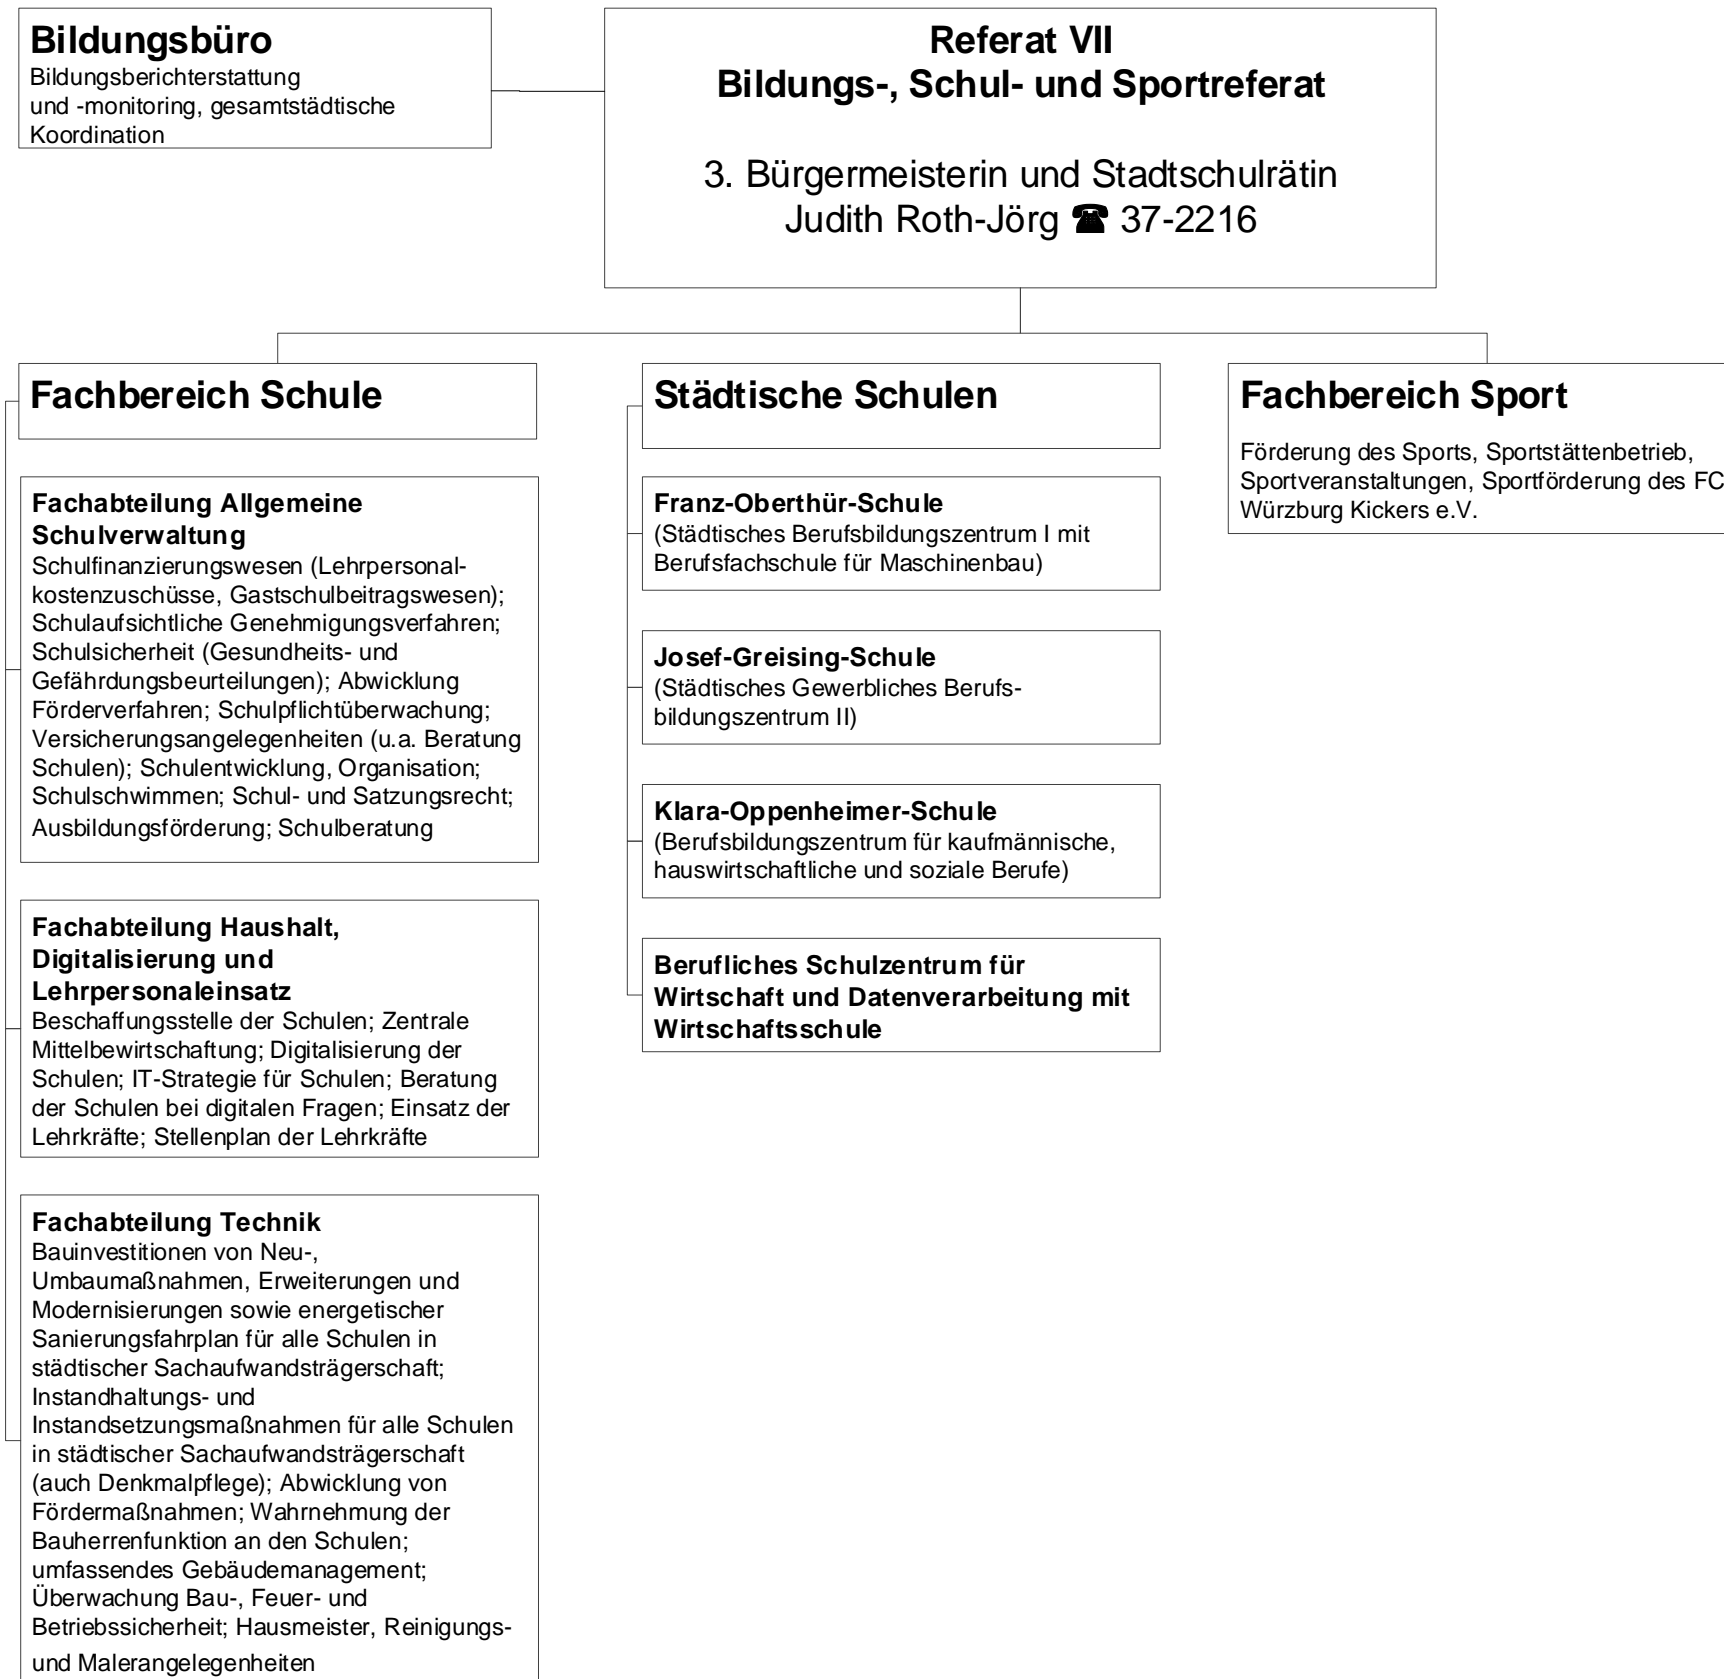 Bildungsbüro
Bildungsberichterstattung
und -monitoring, gesamtstädtische
Koordination
Referat VII
Bildungs-, Schul- und Sportreferat
3. Bürgermeisterin und Stadtschulrätin
Judith Roth-Jörg ☎ 37-2216
Fachbereich Schule
Fachabteilung Allgemeine
Schulverwaltung
Schulfinanzierungswesen (Lehrpersonal-
kostenzuschüsse, Gastschulbeitragswesen);
Schulaufsichtliche Genehmigungsverfahren;
Schulsicherheit (Gesundheits- und
Gefährdungsbeurteilungen); Abwicklung
Förderverfahren; Schulpflichtüberwachung;
Versicherungsangelegenheiten (u.a. Beratung
Schulen); Schulentwicklung, Organisation;
Schulschwimmen; Schul- und Satzungsrecht;
Ausbildungsförderung; Schulberatung
Fachabteilung Haushalt,
Digitalisierung und
Lehrpersonaleinsatz
Beschaffungsstelle der Schulen; Zentrale
Mittelbewirtschaftung; Digitalisierung der
Schulen; IT-Strategie für Schulen; Beratung
der Schulen bei digitalen Fragen; Einsatz der
Lehrkräfte; Stellenplan der Lehrkräfte
Fachabteilung Technik
Bauinvestitionen von Neu-,
Umbaumaßnahmen, Erweiterungen und
Modernisierungen sowie energetischer
Sanierungsfahrplan für alle Schulen in
städtischer Sachaufwandsträgerschaft;
Instandhaltungs- und
Instandsetzungsmaßnahmen für alle Schulen
in städtischer Sachaufwandsträgerschaft
(auch Denkmalpflege); Abwicklung von
Fördermaßnahmen; Wahrnehmung der
Bauherrenfunktion an den Schulen;
umfassendes Gebäudemanagement;
Überwachung Bau-, Feuer- und
Betriebssicherheit; Hausmeister, Reinigungs-
und Malerangelegenheiten
Städtische Schulen
Franz-Oberthür-Schule
(Städtisches Berufsbildungszentrum I mit
Berufsfachschule für Maschinenbau)
Josef-Greising-Schule
(Städtisches Gewerbliches Berufs-
bildungszentrum II)
Klara-Oppenheimer-Schule
(Berufsbildungszentrum für kaufmännische,
hauswirtschaftliche und soziale Berufe)
Berufliches Schulzentrum für
Wirtschaft und Datenverarbeitung mit
Wirtschaftsschule
Fachbereich Sport
Förderung des Sports, Sportstättenbetrieb,
Sportveranstaltungen, Sportförderung des FC
Würzburg Kickers e.V.